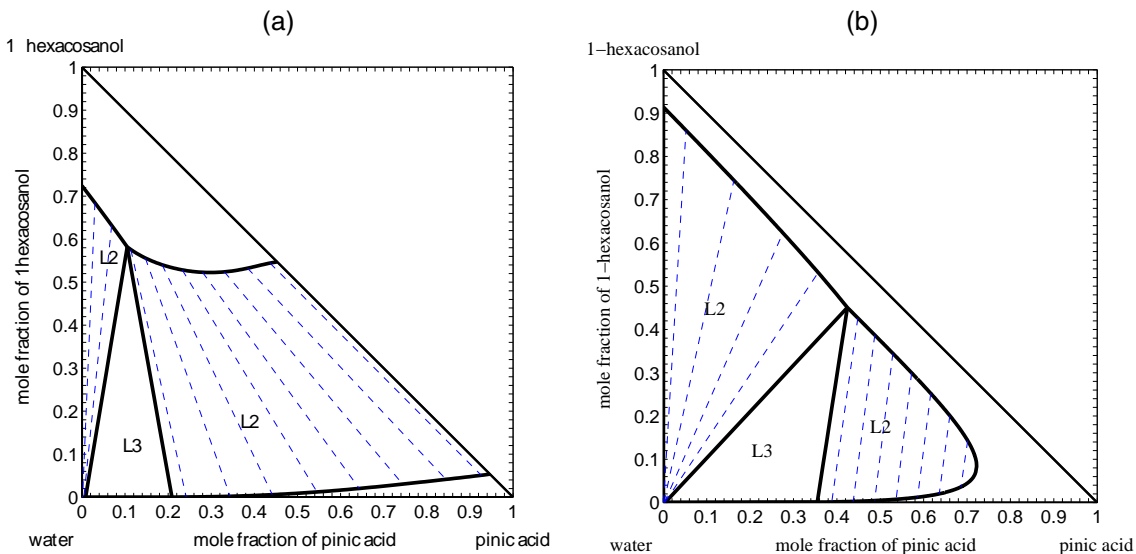 (a)
1 hexacosanol
1
0.9
0.8
0.7
0.6
0.5
0.4
0.3
0.2
0.1
0
mole fraction of 1hexacosanol
L2
L3
L2
0 0.1 0.2 0.3 0.4 0.5 0.6 0.7 0.8 0.9 1
water mole fraction of pinic acid pinic acid
(b)
1−hexacosanol
1
0.9
0.8
0.7
0.6
0.5
0.4
0.3
0.2
0.1
0
mole fraction of 1−hexacosanol
L2
L2
L3
0 0.1 0.2 0.3 0.4 0.5 0.6 0.7 0.8 0.9 1
water mole fraction of pinic acid pinic acid